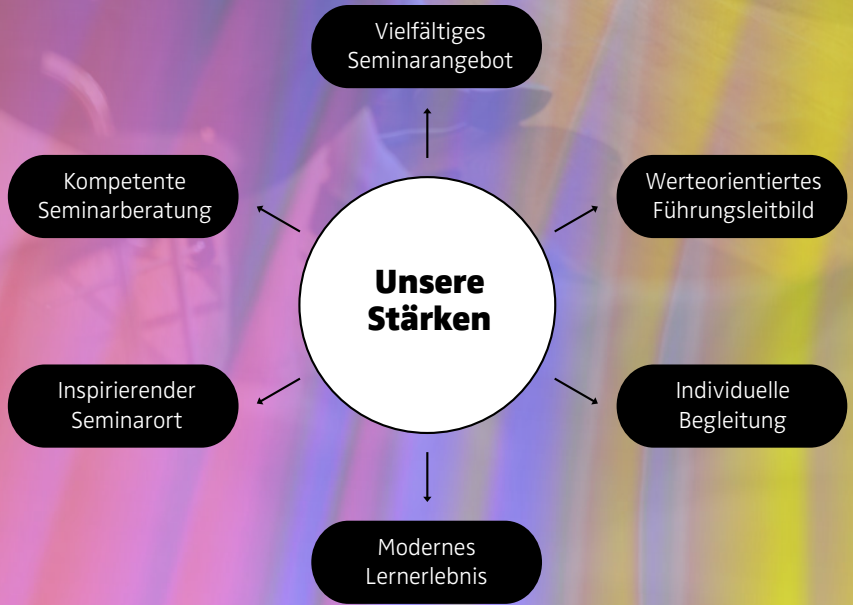 Vielfältiges
Seminarangebot
Kompetente
Seminarberatung
Werteorientiertes
Führungsleitbild
Unsere
Stärken
Inspirierender
Seminarort
Individuelle
Begleitung
Modernes
Lernerlebnis